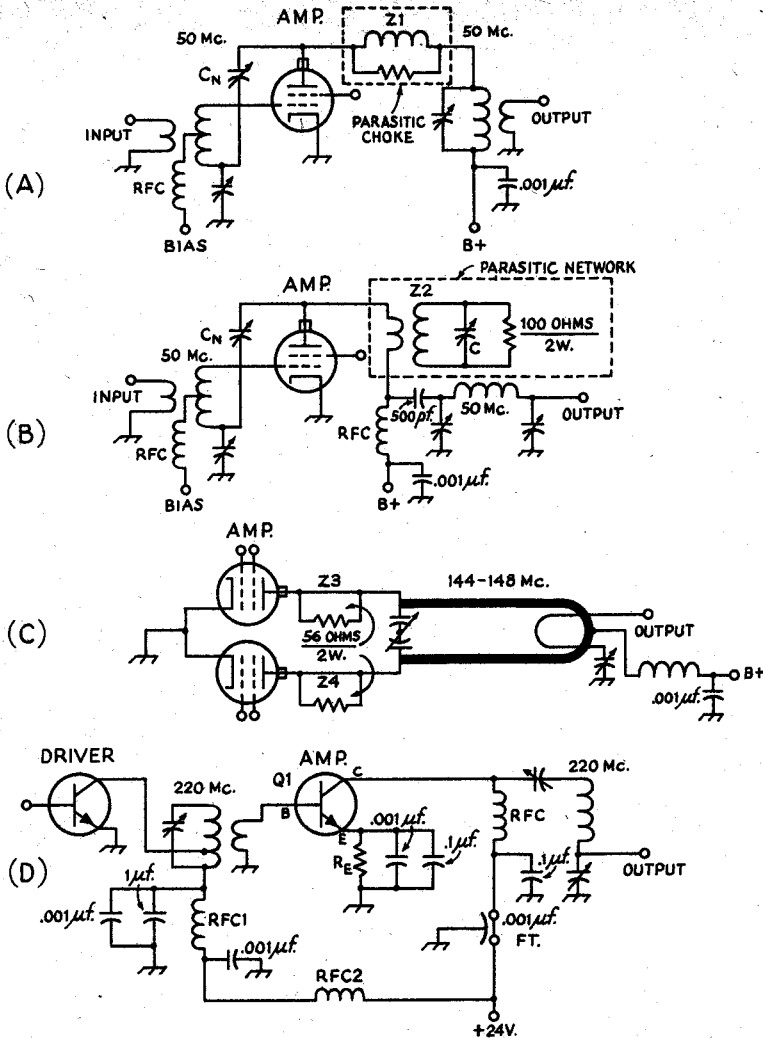 AMP.
Z1
50 Mc.
50 Mc.
CN
INPUT
PARASITIC
CHOKE
OUTPUT
(A)
RFC
.001µf.
BIAS
B+
PARASITIC NETWORK
AMP.
Z2
CN
50 Mc.
C
100 OHMS
2W.
INPUT
500pf.
50 Mc.
OUTPUT
(B)
RFC
RFC
.001µf.
BIAS
B+
AMP.
Z3
144-148 Mc.
(C)
56 OHMS
2W.
OUTPUT
Z4
B+
.001µf.
DRIVER
AMP.
220 Mc.
Q1
C
220 Mc.
B
E
.001µf.
RFC
RE
.1µf.
.1µf.
OUTPUT
(D)
1µf.
.001µf.
RFC1
.001µf.
FT.
.001µf.
RFC2
+24V.